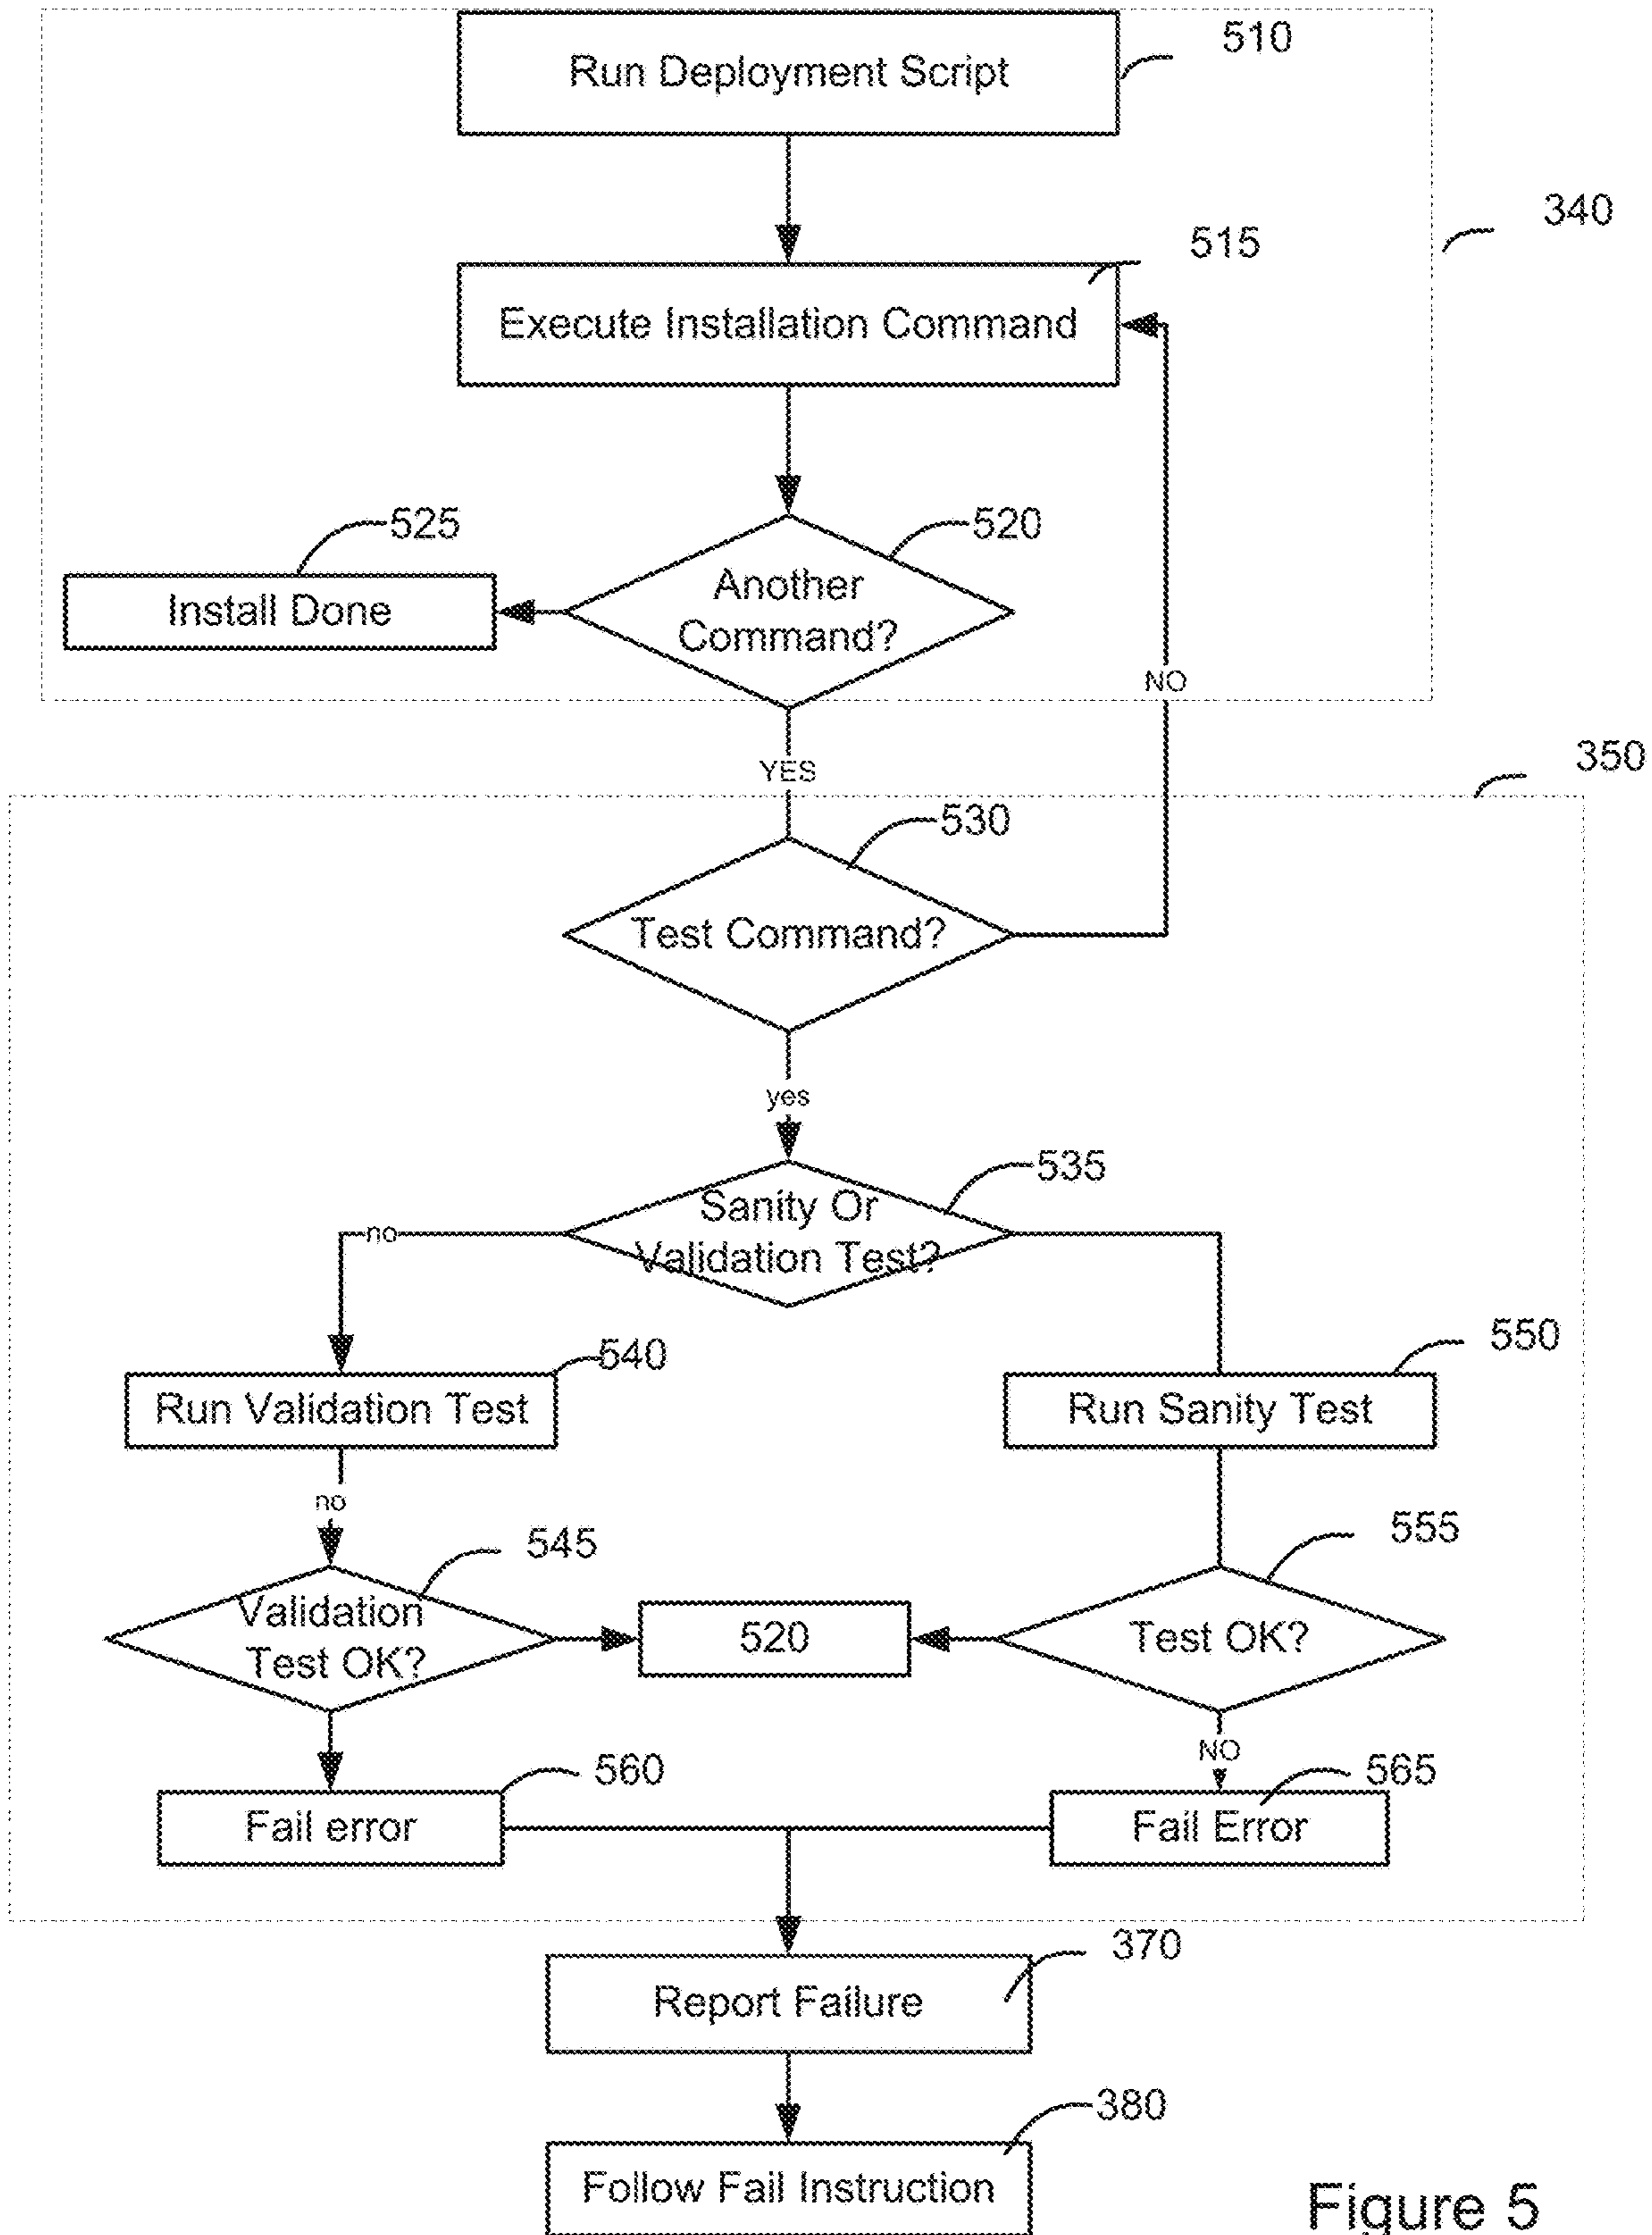 Run Deployment Script
510
340
515
Execute Installation Command
525
520
Install Done
Another
Command?
NO
YES
350
530
Test Command?
yes
535
Sanity Or
Validation Test?
no
540
550
Run Validation Test
Run Sanity Test
no
545
555
Validation
Test OK?
520
Test OK?
NO
560
565
Fail error
Fail Error
370
Report Failure
380
Follow Fail Instruction
Figure 5